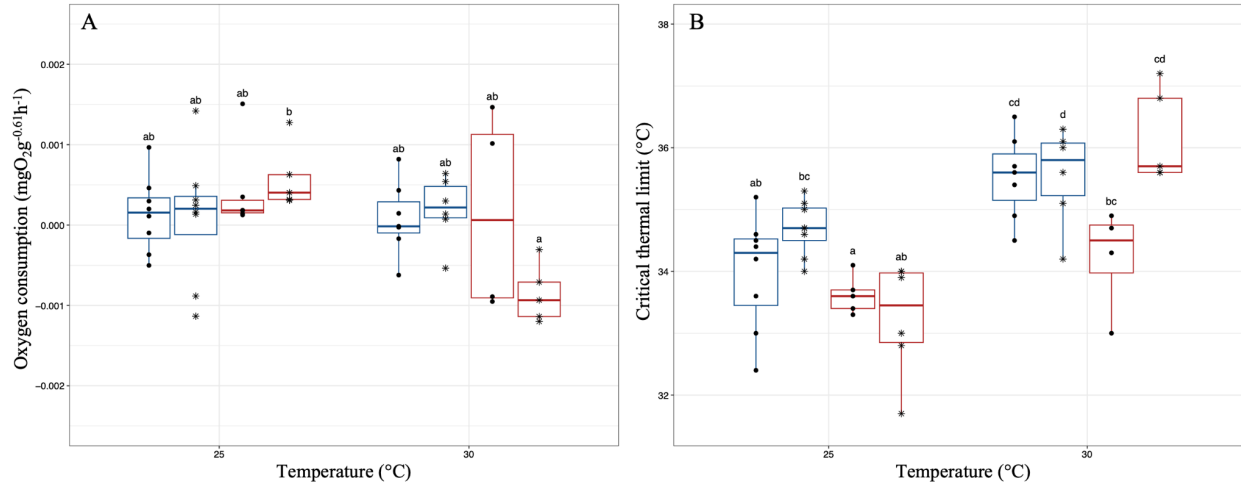 A
Oxygen consumption (mgO₂g⁻⁰·⁶¹h⁻¹)
0.002
0.001
0.000
−0.001
−0.002
ab
ab
ab
b
ab
ab
ab
a
25
30
Temperature (°C)
B
Critical thermal limit (°C)
38
36
34
32
ab
bc
a
ab
cd
d
bc
cd
25
30
Temperature (°C)